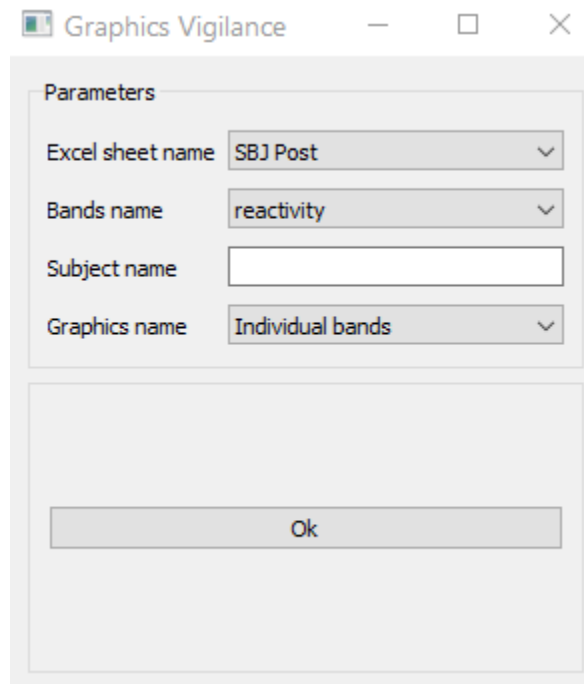 Graphics Vigilance
Parameters
Excel sheet name SBJ Post
Bands name reactivity
Subject name
Graphics name Individual bands
Ok